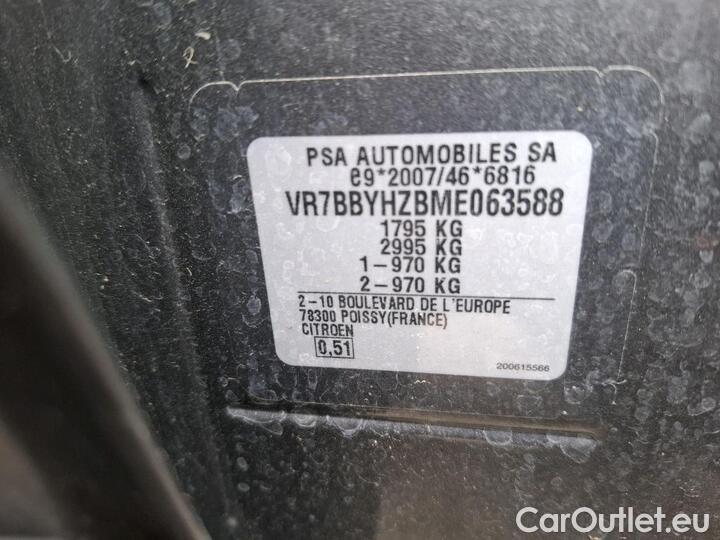 PSA AUTOMOBILES SA
e9*2007/46*6816
VR7BBYHZBME063588
1795 KG
2995 KG
1-970 KG
2-970 KG
2-10 BOULEVARD DE L'EUROPE
78300 POISSY(FRANCE)
CITROEN
0,51
200615566
CarOutlet.eu